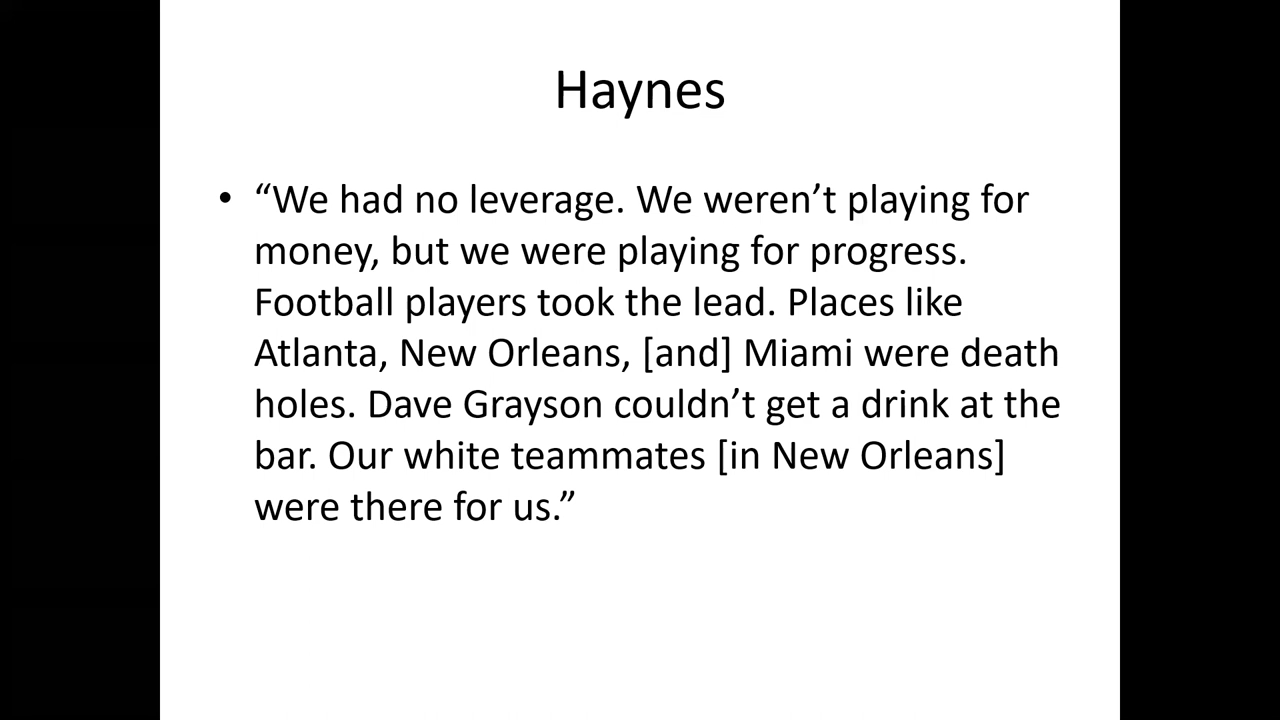 Haynes
• “We had no leverage. We weren’t playing for
money, but we were playing for progress.
Football players took the lead. Places like
Atlanta, New Orleans, [and] Miami were death
holes. Dave Grayson couldn’t get a drink at the
bar. Our white teammates [in New Orleans]
were there for us.”